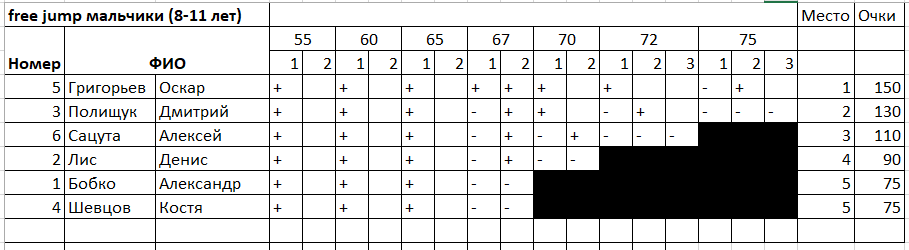 free jump мальчики (8-11 лет) Место Очки
55 60 65 67 70 72 75
Номер ФИО 1 2 1 2 1 2 1 2 1 2 1 2 3 1 2 3
5 Григорьев Оскар + + + + + + + - + 1 150
3 Полищук Дмитрий + + + - + + - + - - - 2 130
6 Сацута Алексей + + + - + - + - - - 3 110
2 Лис Денис + + + - + - - 4 90
1 Бобко Александр + + + - - 5 75
4 Шевцов Костя + + + - - 5 75